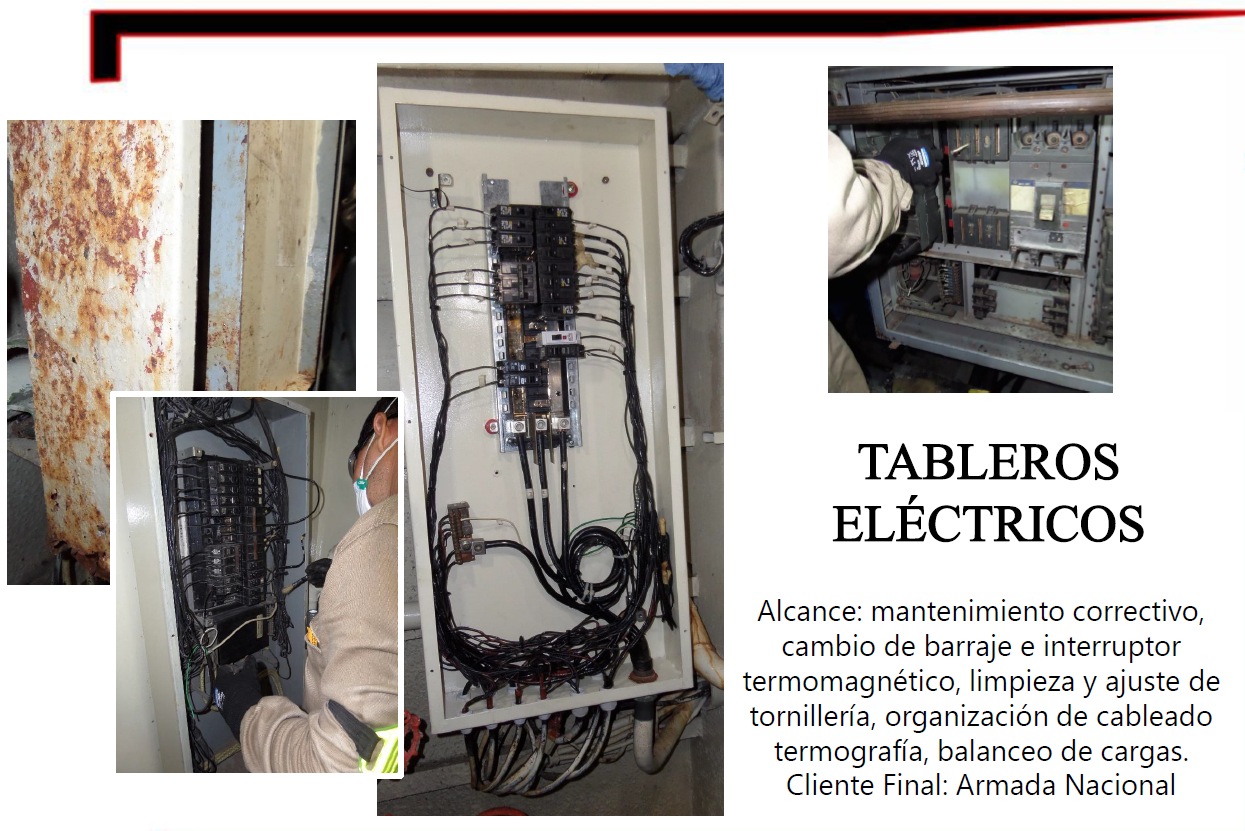 TABLEROS
ELÉCTRICOS
Alcance: mantenimiento correctivo,
cambio de barraje e interruptor
termomagnético, limpieza y ajuste de
tornillería, organización de cableado
termografía, balanceo de cargas.
Cliente Final: Armada Nacional